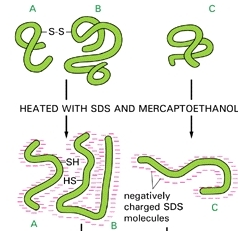 A B C
S-S
HEATED WITH SDS AND MERCAPTOETHANOL
SH
HS
negatively
charged SDS
molecules
A B C